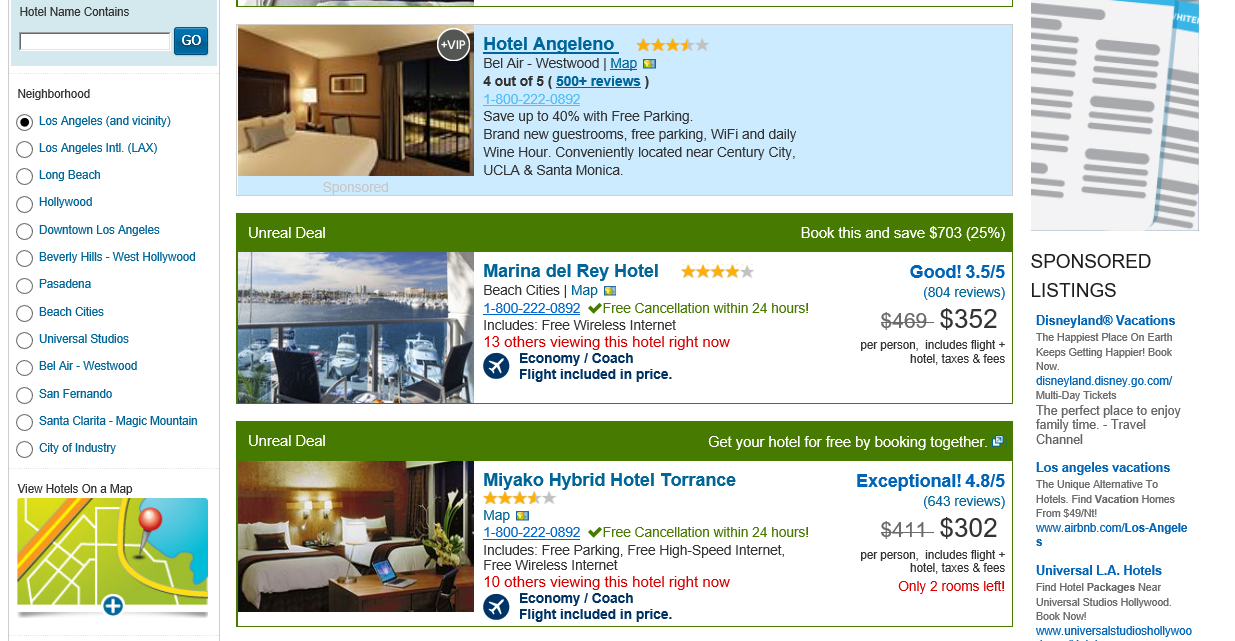 Hotel Name Contains
GO
Neighborhood
Los Angeles (and vicinity)
Los Angeles Intl. (LAX)
Long Beach
Hollywood
Downtown Los Angeles
Beverly Hills - West Hollywood
Pasadena
Beach Cities
Universal Studios
Bel Air - Westwood
San Fernando
Santa Clarita - Magic Mountain
City of Industry
View Hotels On a Map
+VIP
Sponsored
Hotel Angeleno
Bel Air - Westwood | Map
4 out of 5 ( 500+ reviews )
1-800-222-0892
Save up to 40% with Free Parking.
Brand new guestrooms, free parking, WiFi and daily
Wine Hour. Conveniently located near Century City,
UCLA & Santa Monica.
Unreal Deal
Book this and save $703 (25%)
Marina del Rey Hotel
Beach Cities | Map
1-800-222-0892 Free Cancellation within 24 hours!
Includes: Free Wireless Internet
13 others viewing this hotel right now
Economy / Coach
Flight included in price.
Good! 3.5/5
(804 reviews)
$469 $352
per person, includes flight +
hotel, taxes & fees
Unreal Deal
Get your hotel for free by booking together.
Miyako Hybrid Hotel Torrance
Map
1-800-222-0892 Free Cancellation within 24 hours!
Includes: Free Parking, Free High-Speed Internet,
Free Wireless Internet
10 others viewing this hotel right now
Economy / Coach
Flight included in price.
Exceptional! 4.8/5
(643 reviews)
$411 $302
per person, includes flight +
hotel, taxes & fees
Only 2 rooms left!
SPONSORED
LISTINGS
Disneyland® Vacations
The Happiest Place On Earth
Keeps Getting Happier! Book
Now.
disneyland.disney.go.com/
Multi-Day Tickets
The perfect place to enjoy
family time. - Travel
Channel
Los angeles vacations
The Unique Alternative To
Hotels. Find Vacation Homes
From $49/Nt!
www.airbnb.com/Los-Angele
s
Universal L.A. Hotels
Find Hotel Packages Near
Universal Studios Hollywood.
Book Now!
www.universalstudioshollywoo